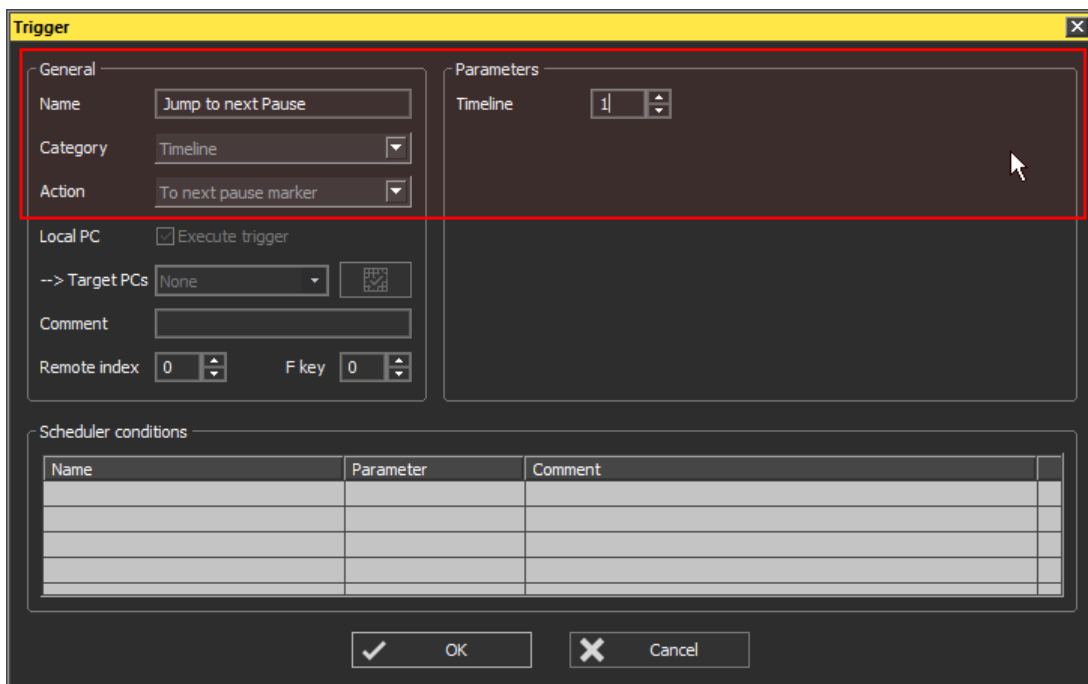 Trigger
General
Name Jump to next Pause
Category Timeline
Action To next pause marker
Local PC Execute trigger
--> Target PCs None
Comment
Remote index 0 F key 0
Parameters
Timeline 1
Scheduler conditions
Name Parameter Comment
OK Cancel